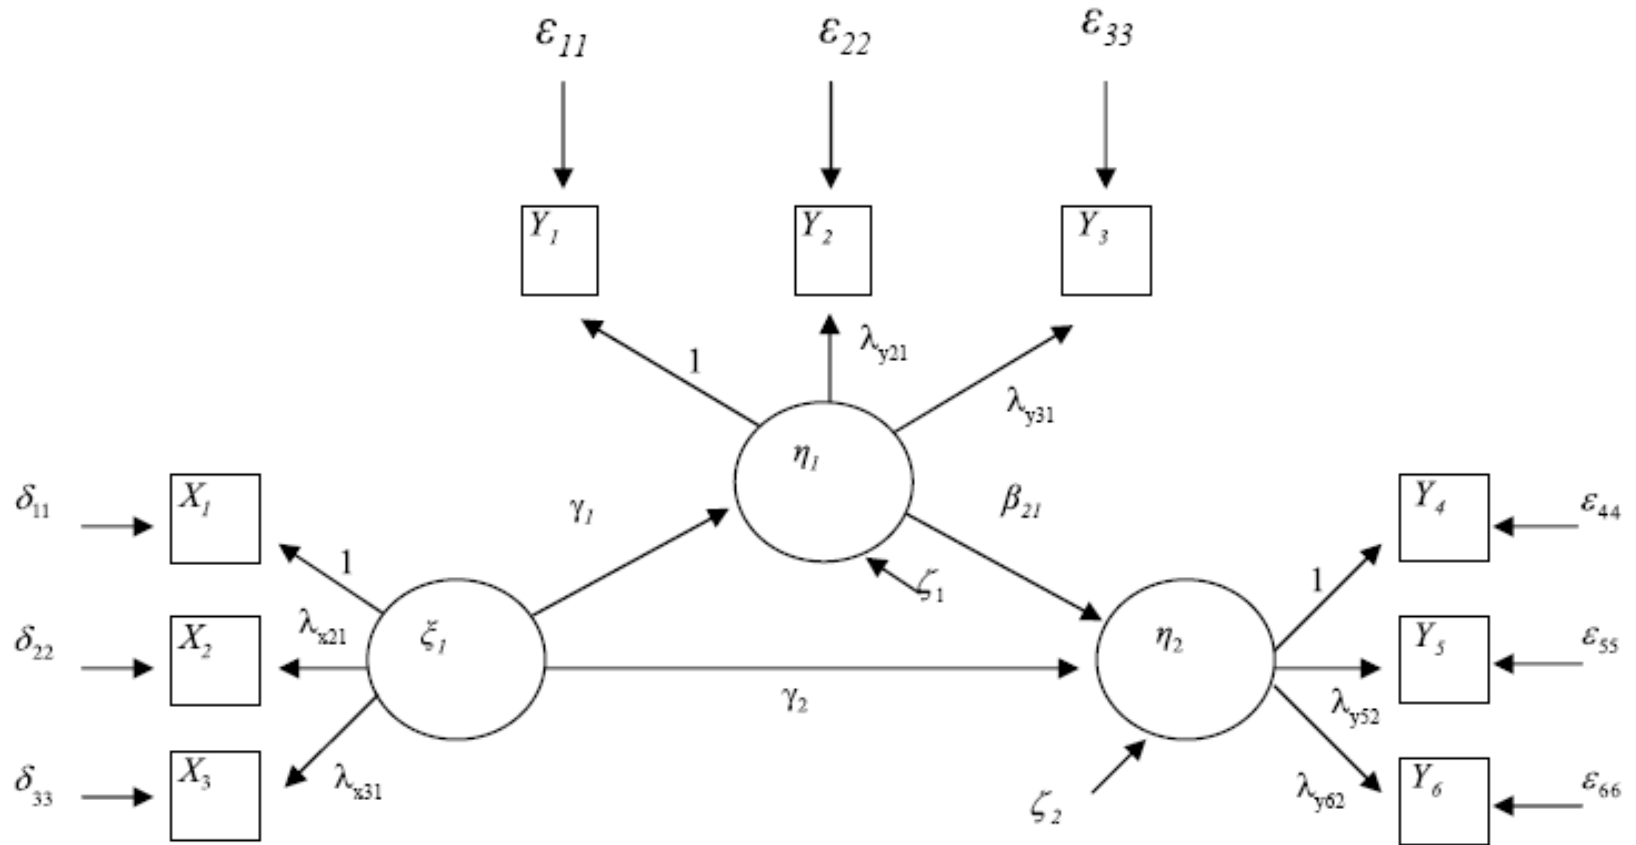 ε₁₁ ε₂₂ ε₃₃
Y₁ Y₂ Y₃
1 λy21 λy31
η₁
δ₁₁ X₁ γ₁ β₂₁ Y₄ ε₄₄
1 ζ₁ 1
δ₂₂ X₂ λx21 ξ₁ η₂ Y₅ ε₅₅
γ₂ λy52
δ₃₃ X₃ λx31 ζ₂ λy62 Y₆ ε₆₆